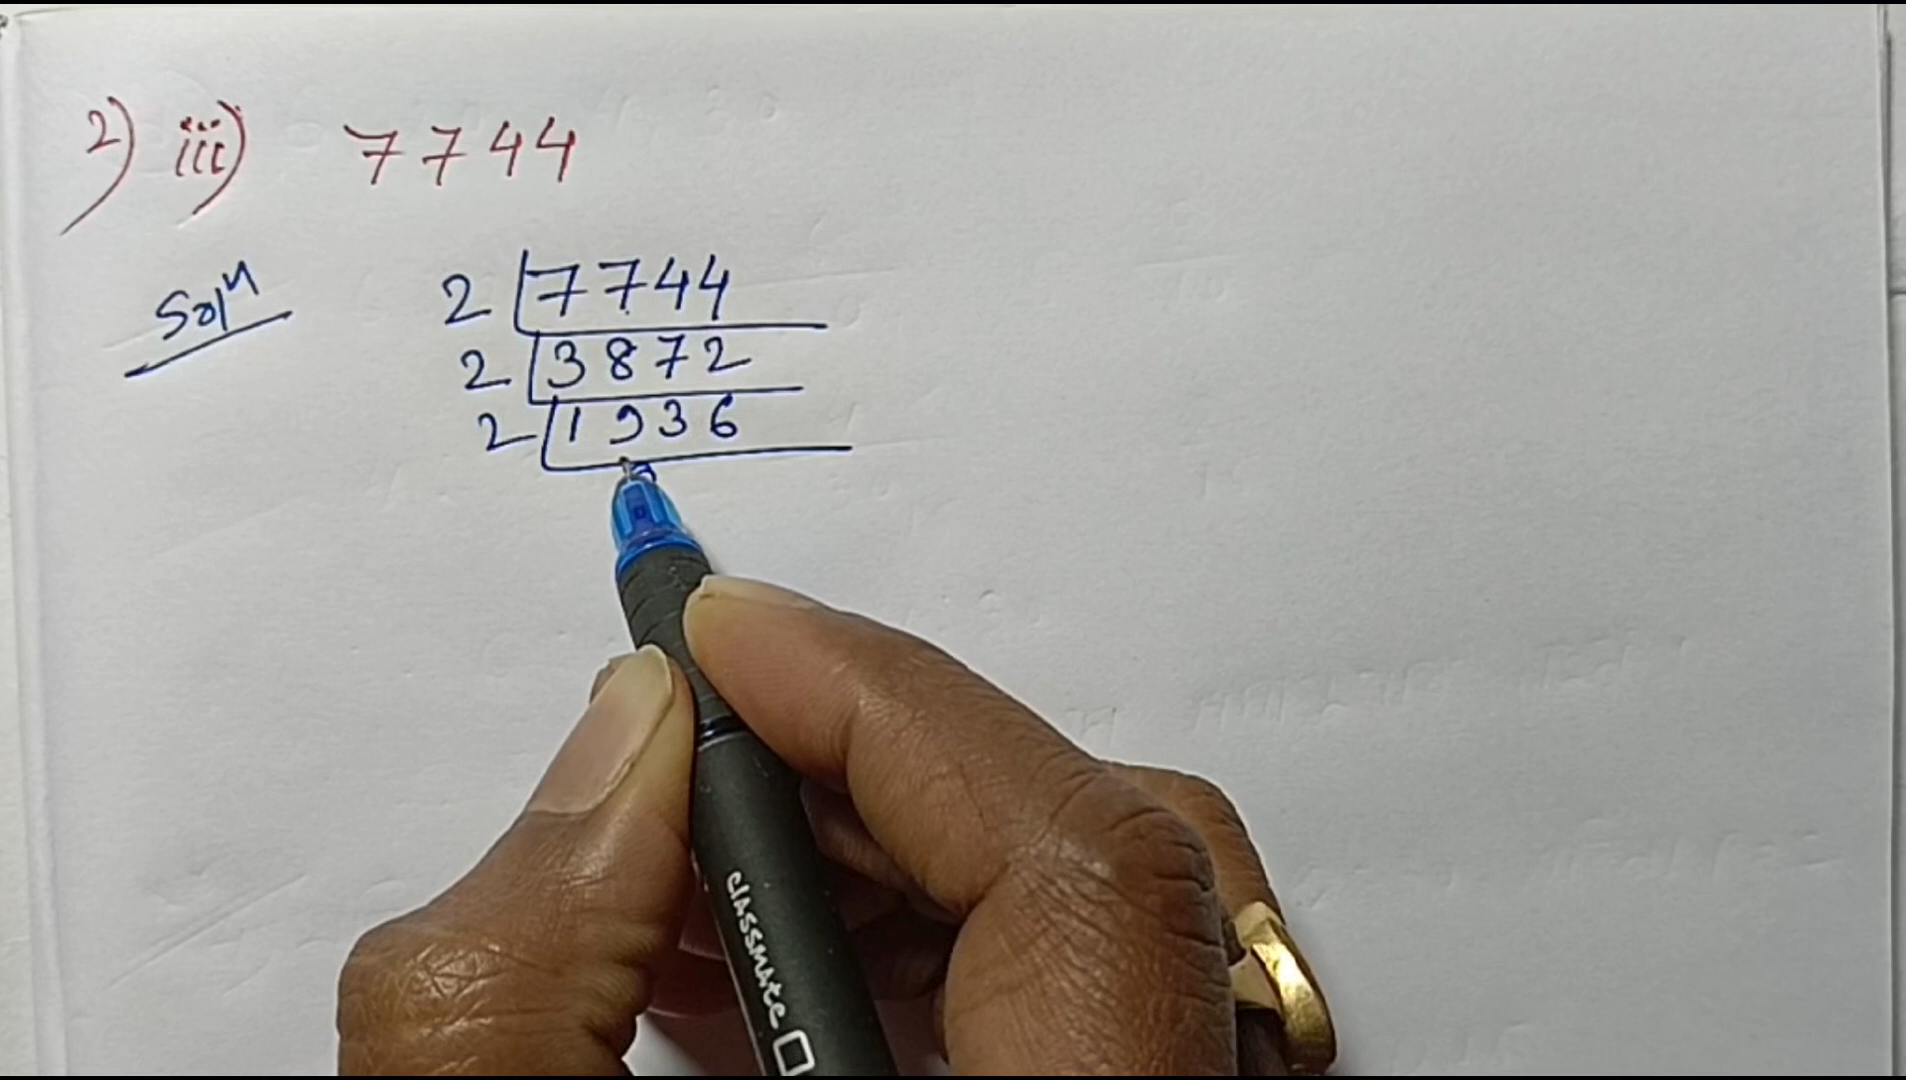 2) iii) 7744
Solⁿ
2 7744
2 3872
2 1936
classmate